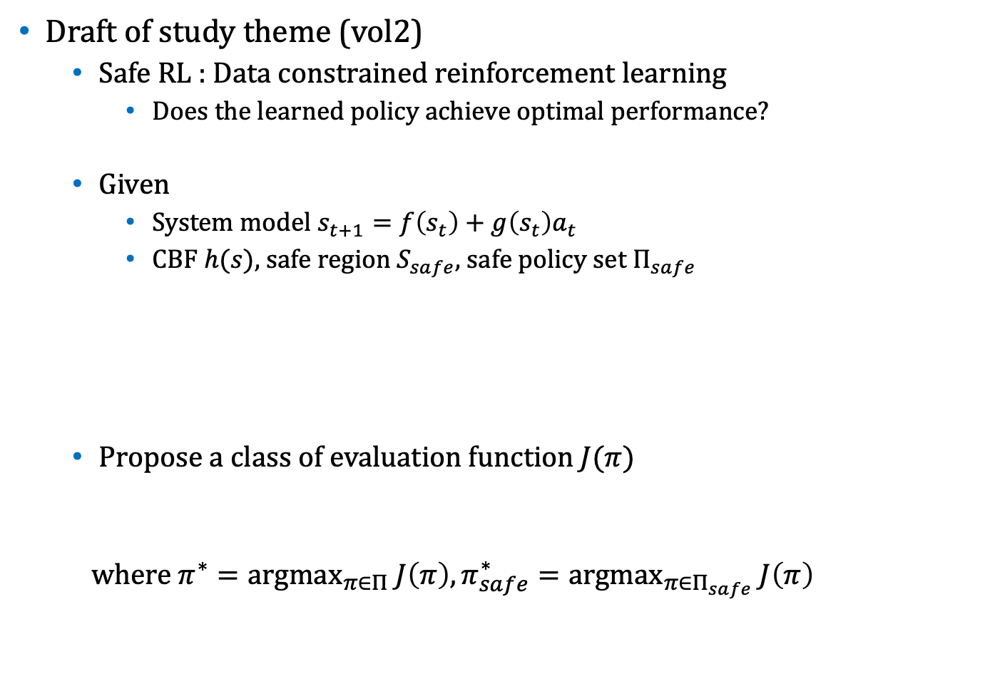 • Draft of study theme (vol2)
• Safe RL : Data constrained reinforcement learning
• Does the learned policy achieve optimal performance?
• Given
• System model $s_{t+1} = f(s_t) + g(s_t)a_t$
• CBF $h(s)$, safe region $S_{safe}$, safe policy set $\Pi_{safe}$
• Propose a class of evaluation function $J(\pi)$
where $\pi^* = \text{argmax}_{\pi \in \Pi} J(\pi), \pi^*_{safe} = \text{argmax}_{\pi \in \Pi_{safe}} J(\pi)$